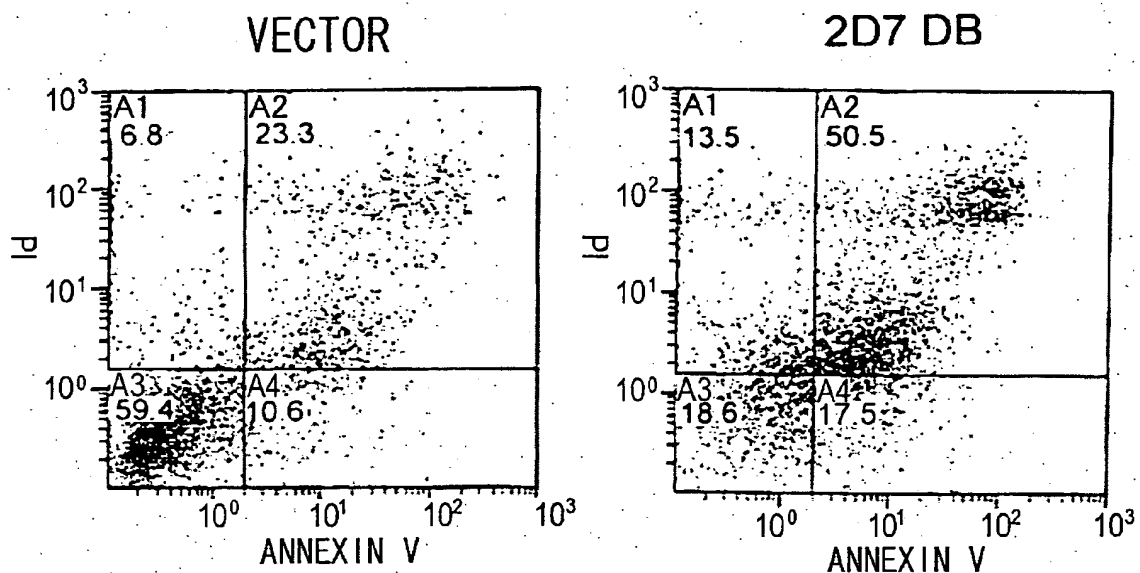 VECTOR
10³
A1
6.8
A2
23.3
10²
PI
10¹
10⁰
A3
59.4
A4
10.6
10⁰ 10¹ 10² 10³
ANNEXIN V
2D7 DB
10³
A1
13.5
A2
50.5
10²
PI
10¹
10⁰
A3
18.6
A4
17.5
10⁰ 10¹ 10² 10³
ANNEXIN V